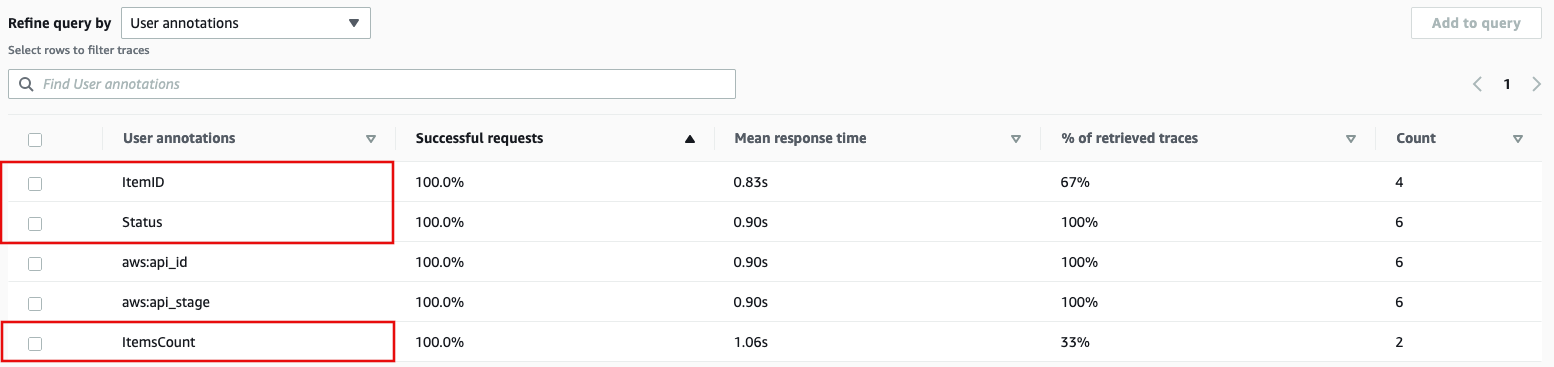 Refine query by User annotations Add to query
Select rows to filter traces
Find User annotations 1
User annotations Successful requests Mean response time % of retrieved traces Count
ItemID 100.0% 0.83s 67% 4
Status 100.0% 0.90s 100% 6
aws:api_id 100.0% 0.90s 100% 6
aws:api_stage 100.0% 0.90s 100% 6
ItemsCount 100.0% 1.06s 33% 2